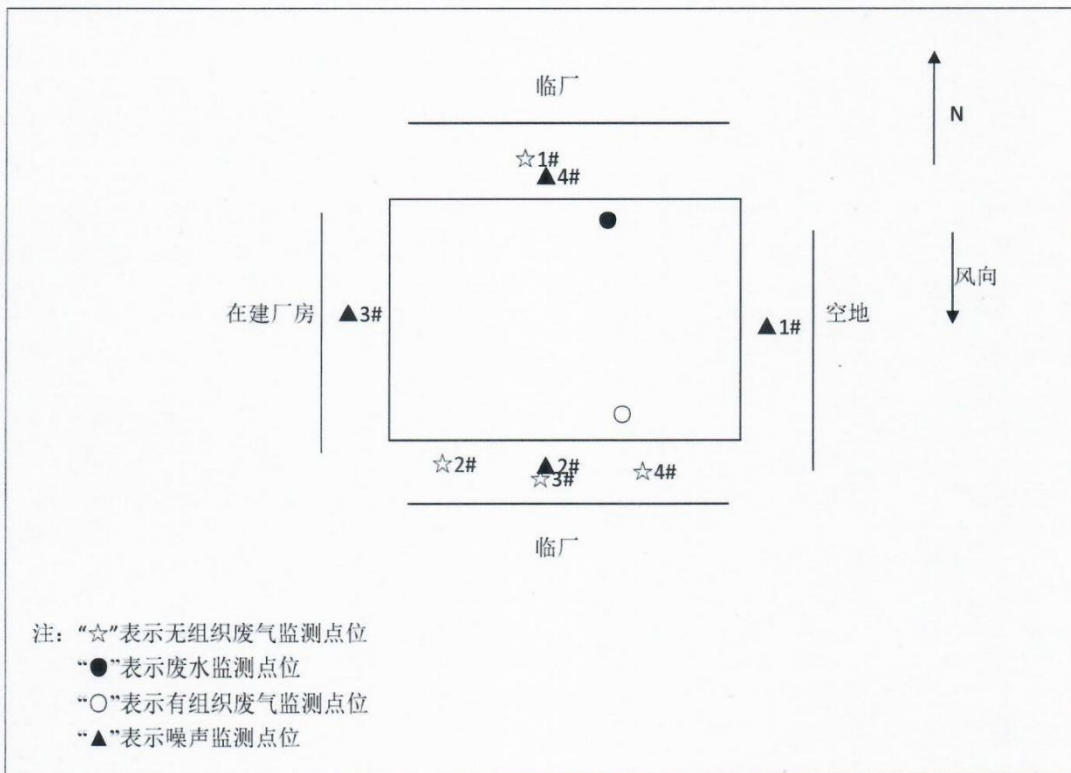 临厂
N
☆1#
▲4#
风向
在建厂房
▲3#
▲1#
空地
☆2#
▲2#
☆3#
☆4#
临厂
注：“☆”表示无组织废气监测点位
“●”表示废水监测点位
“○”表示有组织废气监测点位
“▲”表示噪声监测点位